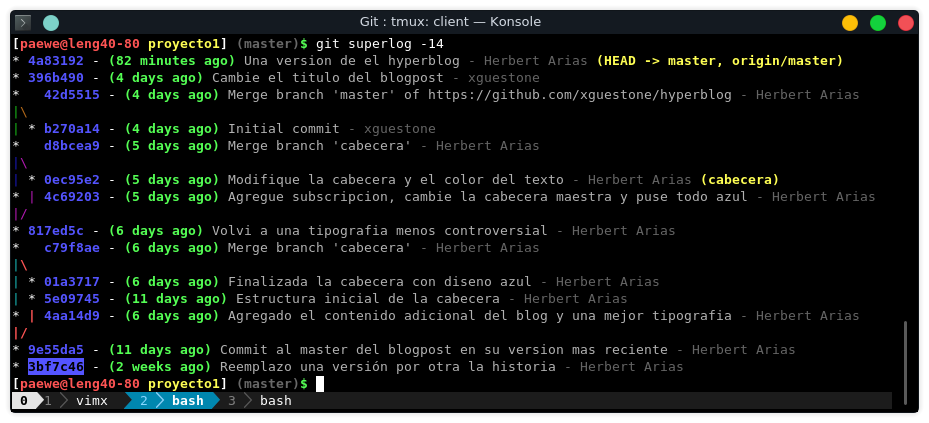 Git : tmux: client — Konsole
[paewe@leng40-80 proyecto1] (master)$ git superlog -14
* 4a83192 - (82 minutes ago) Una version de el hyperblog - Herbert Arias (HEAD -> master, origin/master)
* 396b490 - (4 days ago) Cambie el titulo del blogpost - xguestone
*   42d5515 - (4 days ago) Merge branch 'master' of https://github.com/xguestone/hyperblog - Herbert Arias
|\
| * b270a14 - (4 days ago) Initial commit - xguestone
*   d8bcea9 - (5 days ago) Merge branch 'cabecera' - Herbert Arias
|\
| * 0ec95e2 - (5 days ago) Modifique la cabecera y el color del texto - Herbert Arias (cabecera)
* | 4c69203 - (5 days ago) Agregue subscripcion, cambie la cabecera maestra y puse todo azul - Herbert Arias
|/
* 817ed5c - (6 days ago) Volvi a una tipografia menos controversial - Herbert Arias
*   c79f8ae - (6 days ago) Merge branch 'cabecera' - Herbert Arias
|\
| * 01a3717 - (6 days ago) Finalizada la cabecera con diseno azul - Herbert Arias
| * 5e09745 - (11 days ago) Estructura inicial de la cabecera - Herbert Arias
* | 4aa14d9 - (6 days ago) Agregado el contenido adicional del blog y una mejor tipografia - Herbert Arias
|/
* 9e55da5 - (11 days ago) Commit al master del blogpost en su version mas reciente - Herbert Arias
* 3bf7c46 - (2 weeks ago) Reemplazo una versión por otra la historia - Herbert Arias
[paewe@leng40-80 proyecto1] (master)$
0 1 vimx 2 bash 3 bash